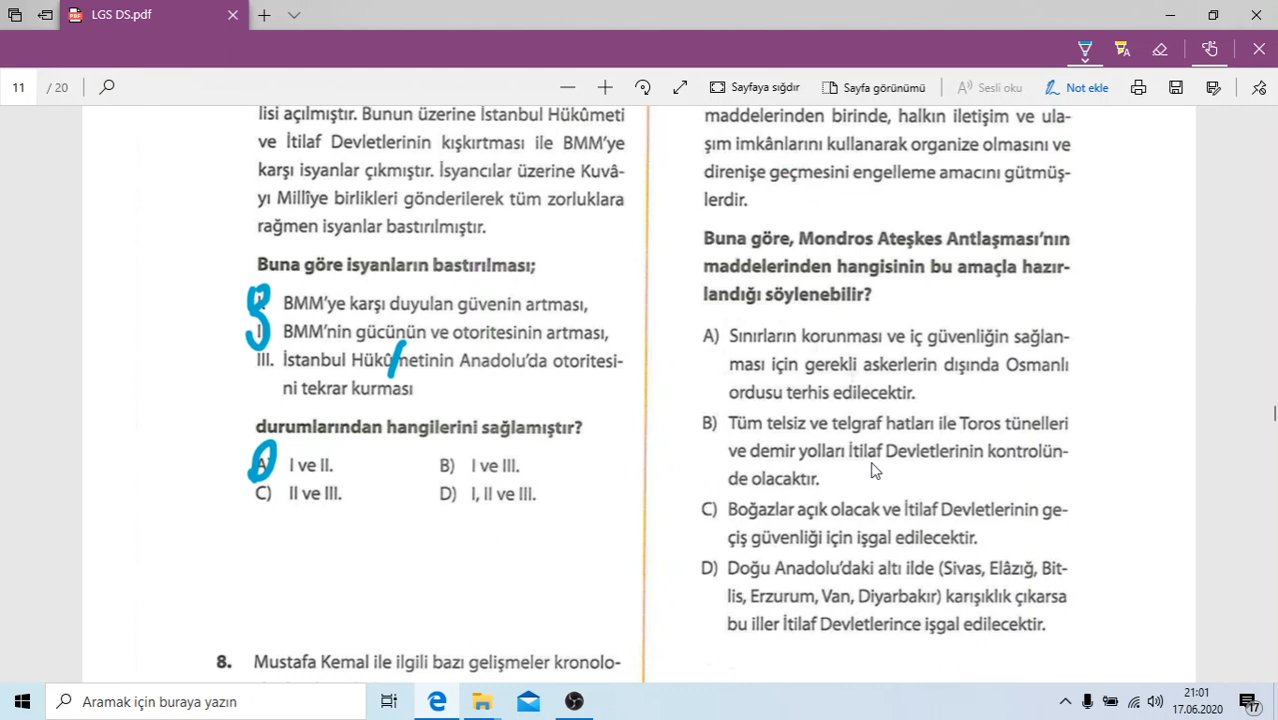 LGS DS.pdf
11 / 20
Sayfaya sığdır
Sayfa görünümü
Sesli oku
Not ekle
lisi açılmıştır. Bunun üzerine İstanbul Hükûmeti
ve İtilaf Devletlerinin kışkırtması ile BMM'ye
karşı isyanlar çıkmıştır. İsyancılar üzerine Kuvâ-
yı Millîye birlikleri gönderilerek tüm zorluklara
rağmen isyanlar bastırılmıştır.
Buna göre isyanların bastırılması;
BMM'ye karşı duyulan güvenin artması,
BMM'nin gücünün ve otoritesinin artması,
III. İstanbul Hükûmetinin Anadolu'da otoritesi-
ni tekrar kurması
durumlarından hangilerini sağlamıştır?
A) I ve II. B) I ve III.
C) II ve III. D) I, II ve III.
8. Mustafa Kemal ile ilgili bazı gelişmeler kronolo-
maddelerinden birinde, halkın iletişim ve ula-
şım imkânlarını kullanarak organize olmasını ve
direnişe geçmesini engelleme amacını gütmüş-
lerdir.
Buna göre, Mondros Ateşkes Antlaşması'nın
maddelerinden hangisinin bu amaçla hazır-
landığı söylenebilir?
A) Sınırların korunması ve iç güvenliğin sağlan-
ması için gerekli askerlerin dışında Osmanlı
ordusu terhis edilecektir.
B) Tüm telsiz ve telgraf hatları ile Toros tünelleri
ve demir yolları İtilaf Devletlerinin kontrolün-
de olacaktır.
C) Boğazlar açık olacak ve İtilaf Devletlerinin ge-
çiş güvenliği için işgal edilecektir.
D) Doğu Anadolu'daki altı ilde (Sivas, Elâzığ, Bit-
lis, Erzurum, Van, Diyarbakır) karışıklık çıkarsa
bu iller İtilaf Devletlerince işgal edilecektir.
Aramak için buraya yazın
21:01
17.06.2020
17